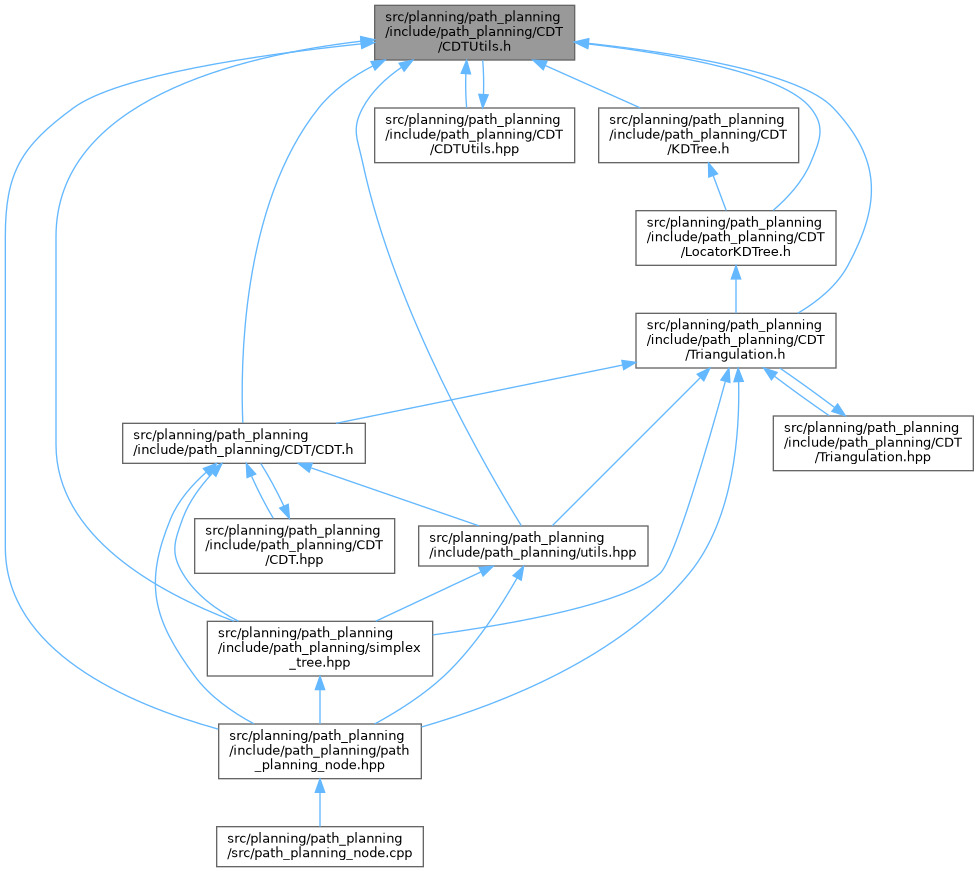 src/planning/path_planning
/include/path_planning/CDT
/CDTUtils.h
src/planning/path_planning
/include/path_planning/CDT
/CDTUtils.hpp
src/planning/path_planning
/include/path_planning/CDT
/KDTree.h
src/planning/path_planning
/include/path_planning/CDT
/LocatorKDTree.h
src/planning/path_planning
/include/path_planning/CDT
/Triangulation.h
src/planning/path_planning
/include/path_planning/CDT/CDT.h
src/planning/path_planning
/include/path_planning/CDT
/Triangulation.hpp
src/planning/path_planning
/include/path_planning/CDT
/CDT.hpp
src/planning/path_planning
/include/path_planning/utils.hpp
src/planning/path_planning
/include/path_planning/simplex
_tree.hpp
src/planning/path_planning
/include/path_planning/path
_planning_node.hpp
src/planning/path_planning
/src/path_planning_node.cpp